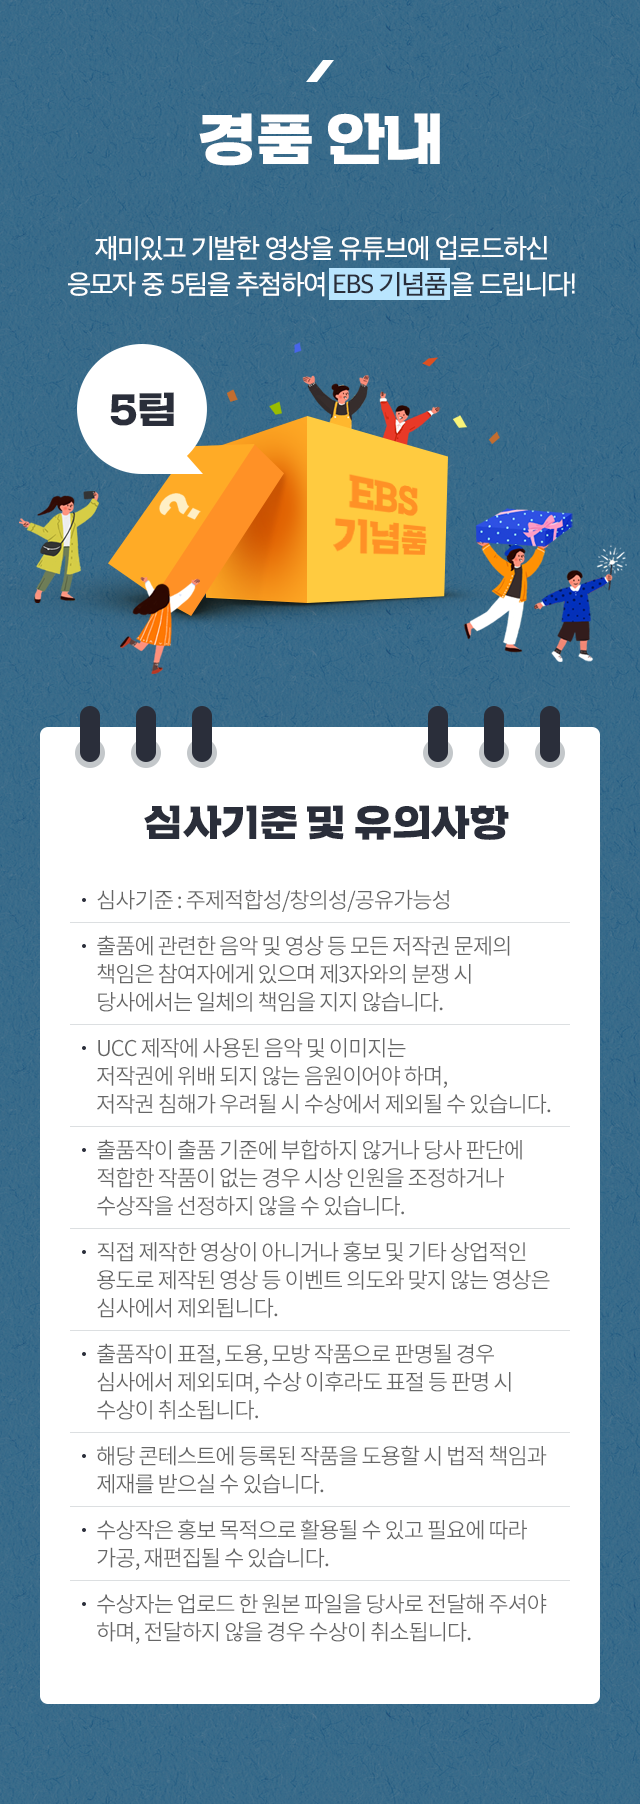 경품 안내
재미있고 기발한 영상을 유튜브에 업로드하신
응모자 중 5팀을 추첨하여 EBS 기념품을 드립니다!
5팀
?
EBS
기념품
심사기준 및 유의사항
• 심사기준 : 주제적합성/창의성/공유가능성
• 출품에 관련한 음악 및 영상 등 모든 저작권 문제의
책임은 참여자에게 있으며 제3자와의 분쟁 시
당사에서는 일체의 책임을 지지 않습니다.
• UCC 제작에 사용된 음악 및 이미지는
저작권에 위배 되지 않는 음원이어야 하며,
저작권 침해가 우려될 시 수상에서 제외될 수 있습니다.
• 출품작이 출품 기준에 부합하지 않거나 당사 판단에
적합한 작품이 없는 경우 시상 인원을 조정하거나
수상작을 선정하지 않을 수 있습니다.
• 직접 제작한 영상이 아니거나 홍보 및 기타 상업적인
용도로 제작된 영상 등 이벤트 의도와 맞지 않는 영상은
심사에서 제외됩니다.
• 출품작이 표절, 도용, 모방 작품으로 판명될 경우
심사에서 제외되며, 수상 이후라도 표절 등 판명 시
수상이 취소됩니다.
• 해당 콘테스트에 등록된 작품을 도용할 시 법적 책임과
제재를 받으실 수 있습니다.
• 수상작은 홍보 목적으로 활용될 수 있고 필요에 따라
가공, 재편집될 수 있습니다.
• 수상자는 업로드 한 원본 파일을 당사로 전달해 주셔야
하며, 전달하지 않을 경우 수상이 취소됩니다.